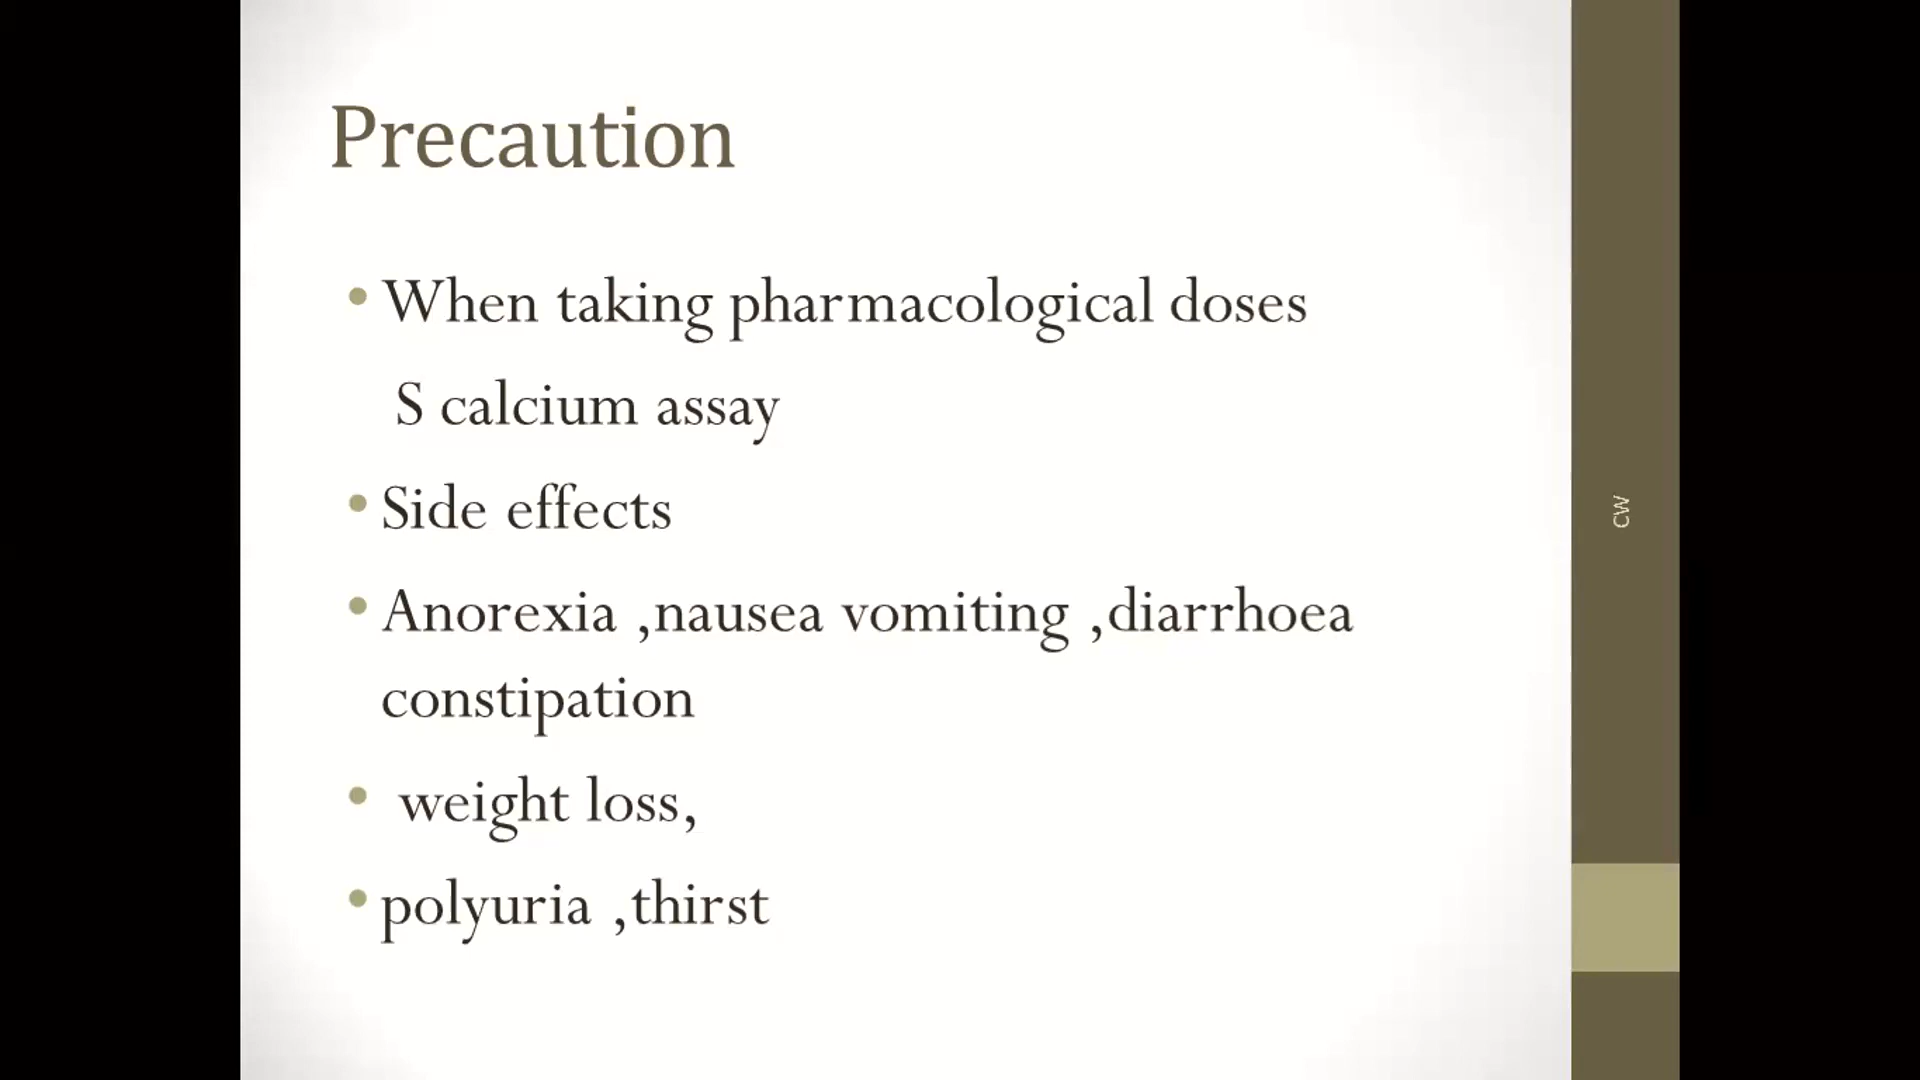 Precaution
• When taking pharmacological doses
S calcium assay
• Side effects
• Anorexia ,nausea vomiting ,diarrhoea
constipation
• weight loss,
• polyuria ,thirst
CW